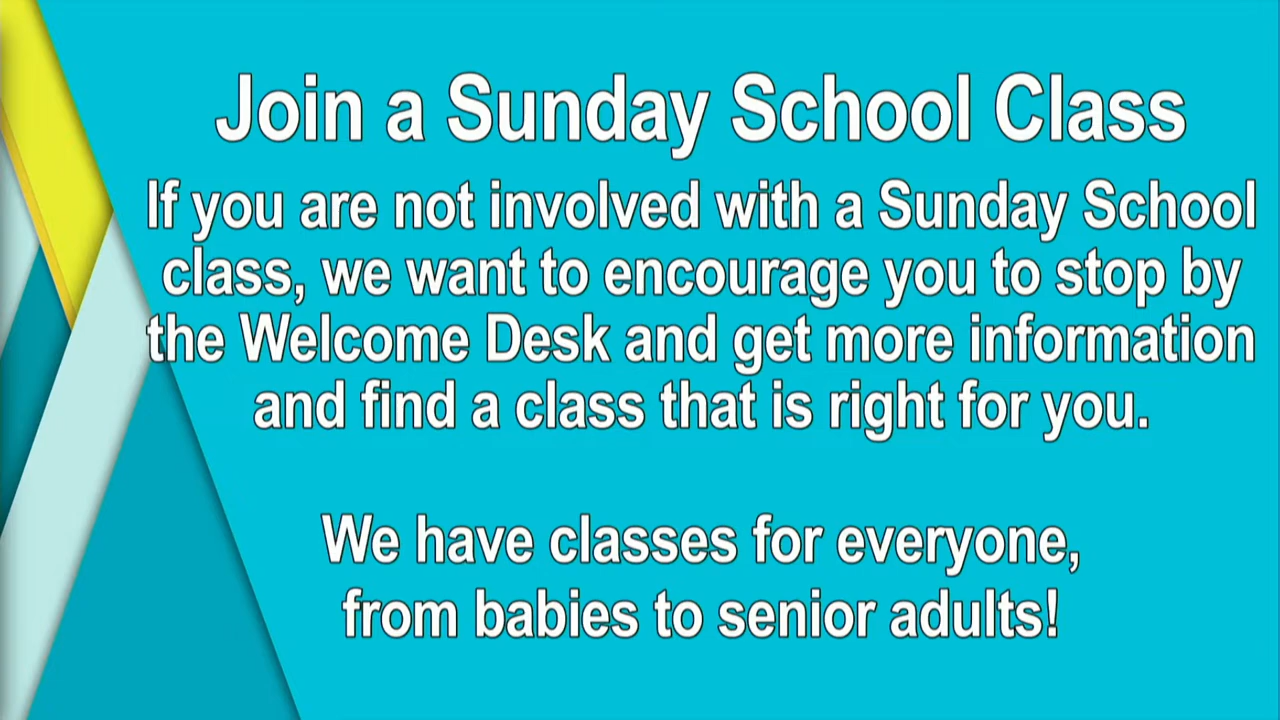 Join a Sunday School Class
If you are not involved with a Sunday School
class, we want to encourage you to stop by
the Welcome Desk and get more information
and find a class that is right for you.
We have classes for everyone,
from babies to senior adults!